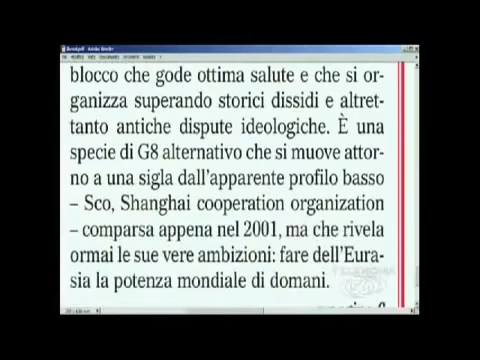 blocco che gode ottima salute e che si or-
ganizza superando storici dissidi e altret-
tanto antiche dispute ideologiche. È una
specie di G8 alternativo che si muove attor-
no a una sigla dall'apparente profilo basso
– Sco, Shanghai cooperation organization
– comparsa appena nel 2001, ma che rivela
ormai le sue vere ambizioni: fare dell'Eura-
sia la potenza mondiale di domani.